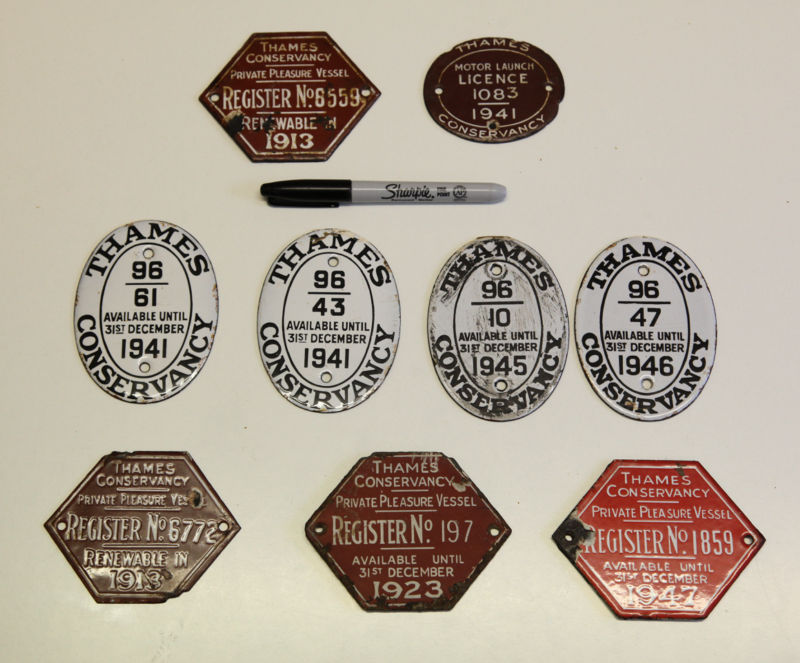 THAMES
CONSERVANCY
PRIVATE PLEASURE VESSEL
REGISTER No. 6559
RENEWABLE IN
1913
THAMES
MOTOR LAUNCH
LICENCE
1083
1941
CONSERVANCY
Sharpie.
FINE
POINT
THAMES
96
61
AVAILABLE UNTIL
31ST DECEMBER
1941
CONSERVANCY
THAMES
96
43
AVAILABLE UNTIL
31ST DECEMBER
1941
CONSERVANCY
THAMES
96
10
AVAILABLE UNTIL
31ST DECEMBER
1945
CONSERVANCY
THAMES
96
47
AVAILABLE UNTIL
31ST DECEMBER
1946
CONSERVANCY
THAMES
CONSERVANCY
PRIVATE PLEASURE
REGISTER No. 6772
RENEWABLE IN
1913
THAMES
CONSERVANCY
PRIVATE PLEASURE VESSEL
REGISTER No. 197
AVAILABLE UNTIL
31ST DECEMBER
1923
THAMES
CONSERVANCY
PRIVATE PLEASURE VESSEL
REGISTER No. 1859
AVAILABLE UNTIL
31ST DECEMBER
1947